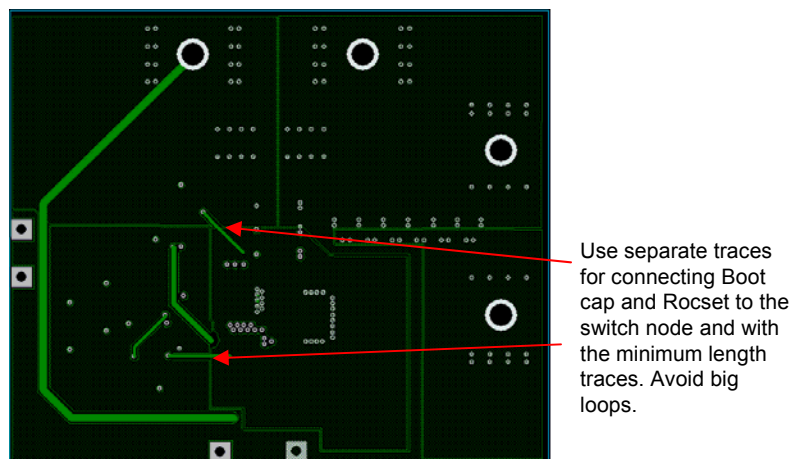 Use separate traces
for connecting Boot
cap and Rocset to the
switch node and with
the minimum length
traces. Avoid big
loops.